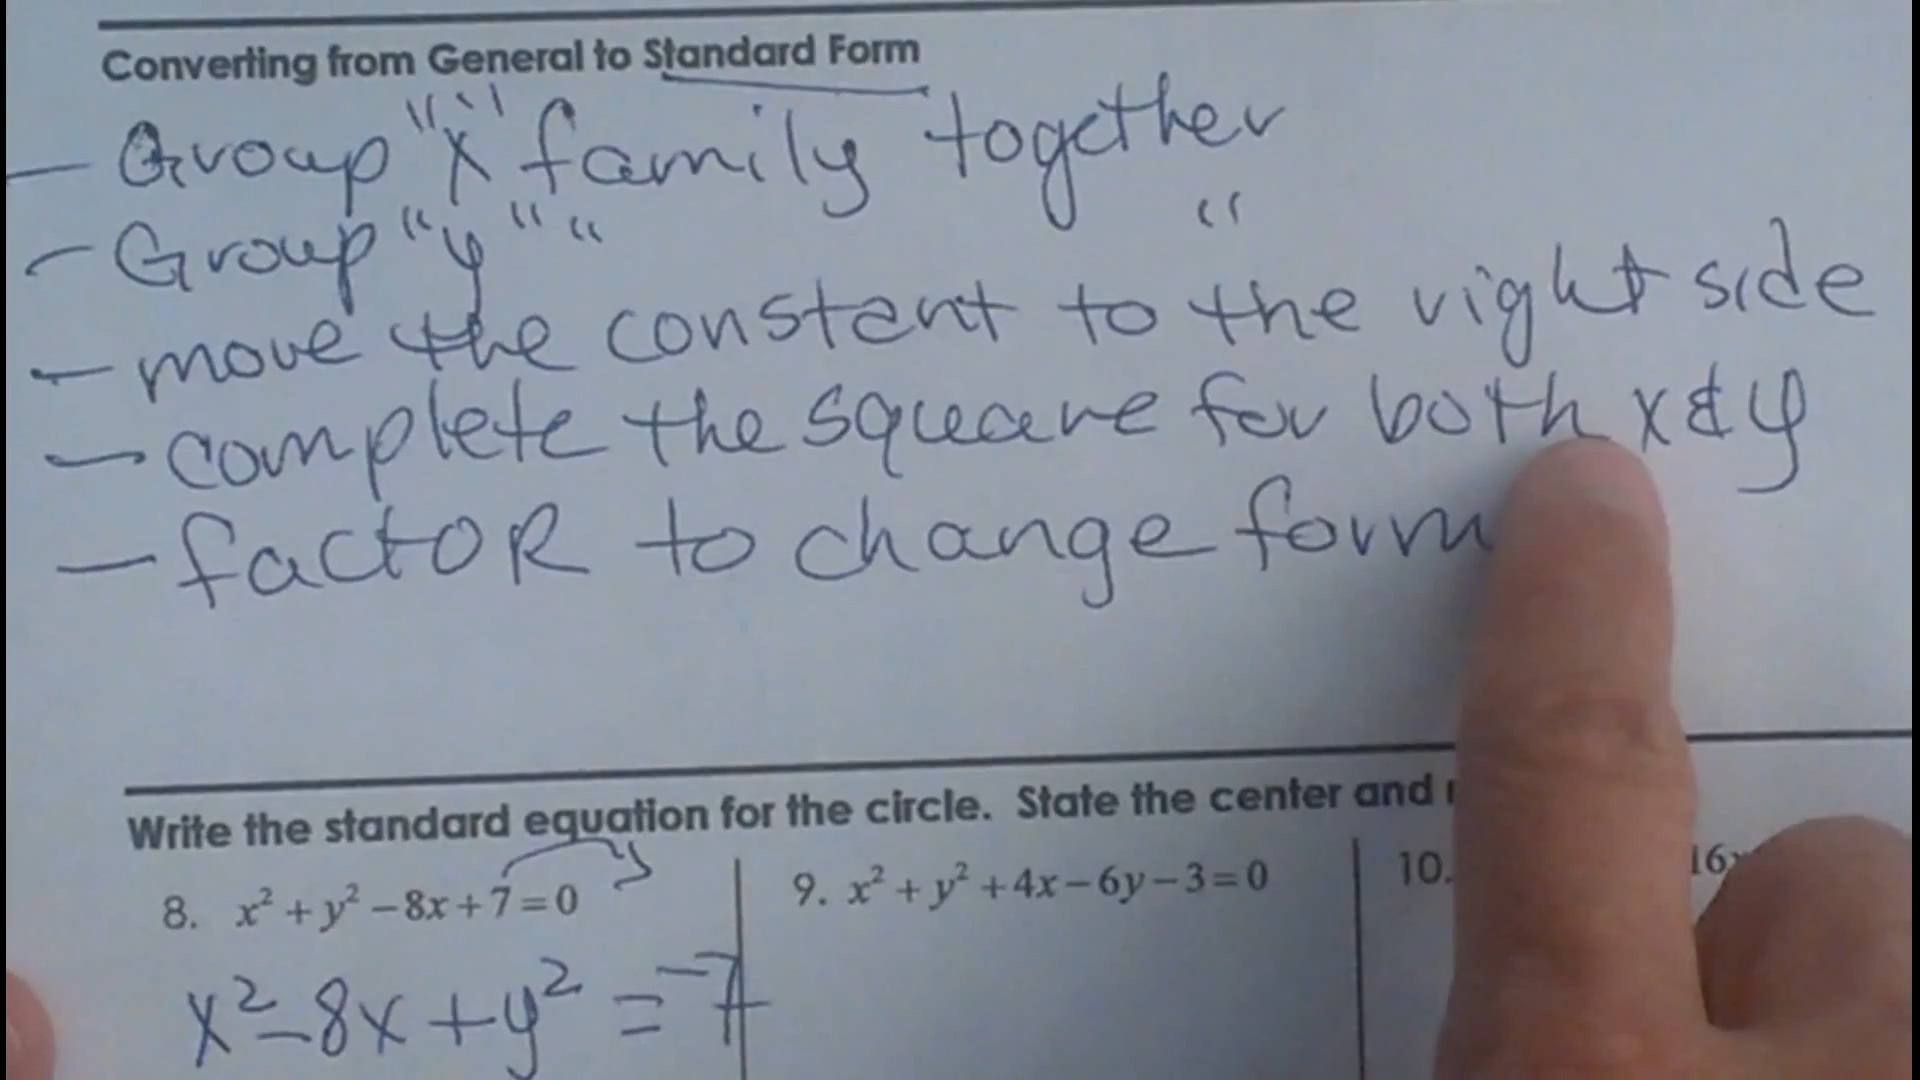 Converting from General to Standard Form
- Group "x" family together
- Group "y" " "
- move the constant to the right side
- complete the square for both x & y
- factoR to change form
Write the standard equation for the circle. State the center and
8. x² + y² − 8x + 7 = 0
9. x² + y² + 4x − 6y − 3 = 0
10. 16
x² − 8x + y² = −7